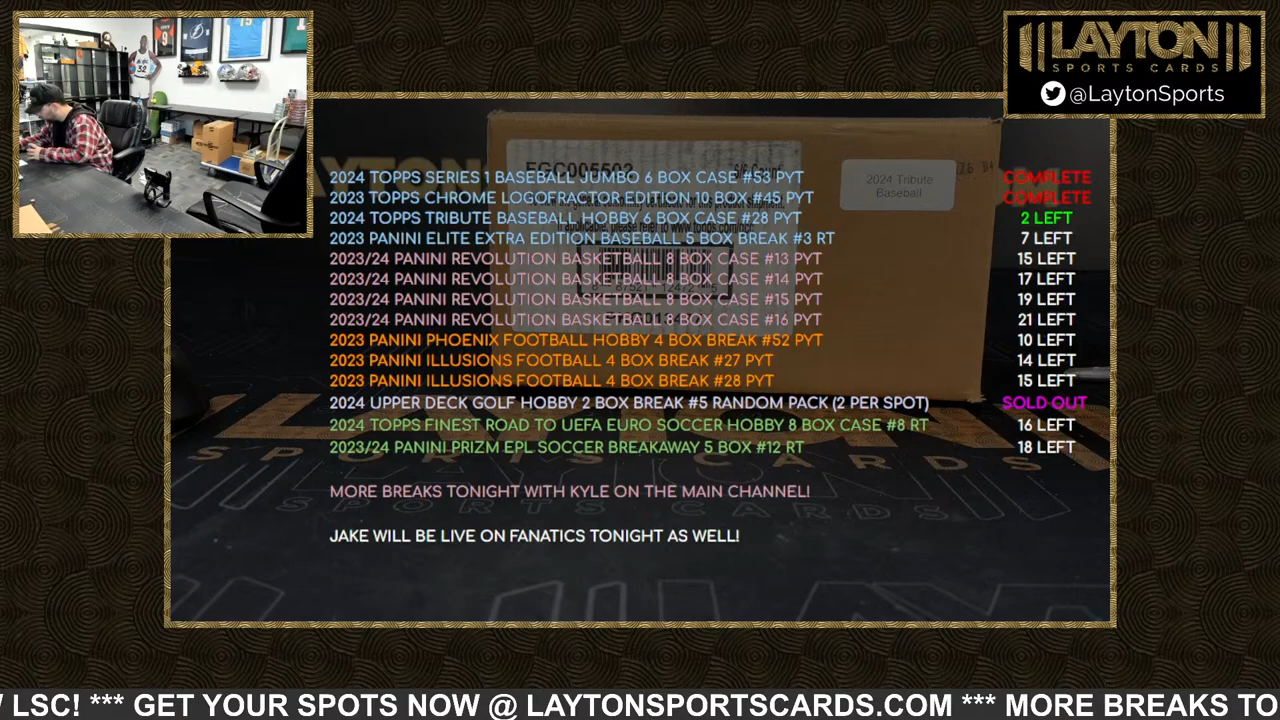 LAYTON
SPORTS CARDS
@LaytonSports
2024 Tribute
Baseball
2024 TOPPS SERIES 1 BASEBALL JUMBO 6 BOX CASE #53 PYT COMPLETE
2023 TOPPS CHROME LOGOFRACTOR EDITION 10 BOX #45 PYT COMPLETE
2024 TOPPS TRIBUTE BASEBALL HOBBY 6 BOX CASE #28 PYT 2 LEFT
2023 PANINI ELITE EXTRA EDITION BASEBALL 5 BOX BREAK #3 RT 7 LEFT
2023/24 PANINI REVOLUTION BASKETBALL 8 BOX CASE #13 PYT 15 LEFT
2023/24 PANINI REVOLUTION BASKETBALL 8 BOX CASE #14 PYT 17 LEFT
2023/24 PANINI REVOLUTION BASKETBALL 8 BOX CASE #15 PYT 19 LEFT
2023/24 PANINI REVOLUTION BASKETBALL 8 BOX CASE #16 PYT 21 LEFT
2023 PANINI PHOENIX FOOTBALL HOBBY 4 BOX BREAK #52 PYT 10 LEFT
2023 PANINI ILLUSIONS FOOTBALL 4 BOX BREAK #27 PYT 14 LEFT
2023 PANINI ILLUSIONS FOOTBALL 4 BOX BREAK #28 PYT 15 LEFT
2024 UPPER DECK GOLF HOBBY 2 BOX BREAK #5 RANDOM PACK (2 PER SPOT) SOLD OUT
2024 TOPPS FINEST ROAD TO UEFA EURO SOCCER HOBBY 8 BOX CASE #8 RT 16 LEFT
2023/24 PANINI PRIZM EPL SOCCER BREAKAWAY 5 BOX #12 RT 18 LEFT
MORE BREAKS TONIGHT WITH KYLE ON THE MAIN CHANNEL!
JAKE WILL BE LIVE ON FANATICS TONIGHT AS WELL!
LSC! *** GET YOUR SPOTS NOW @ LAYTONSPORTSCARDS.COM *** MORE BREAKS TO